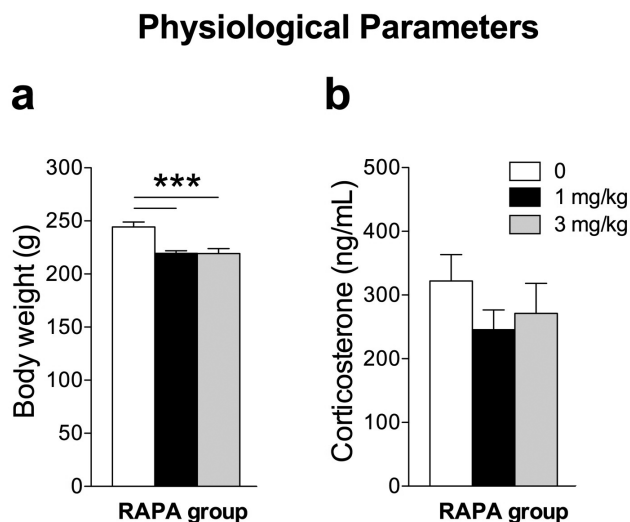 Physiological Parameters
a
b
Body weight (g)
300
250
200
150
100
50
0
***
RAPA group
Corticosterone (ng/mL)
500
400
300
200
100
0
0
1 mg/kg
3 mg/kg
RAPA group